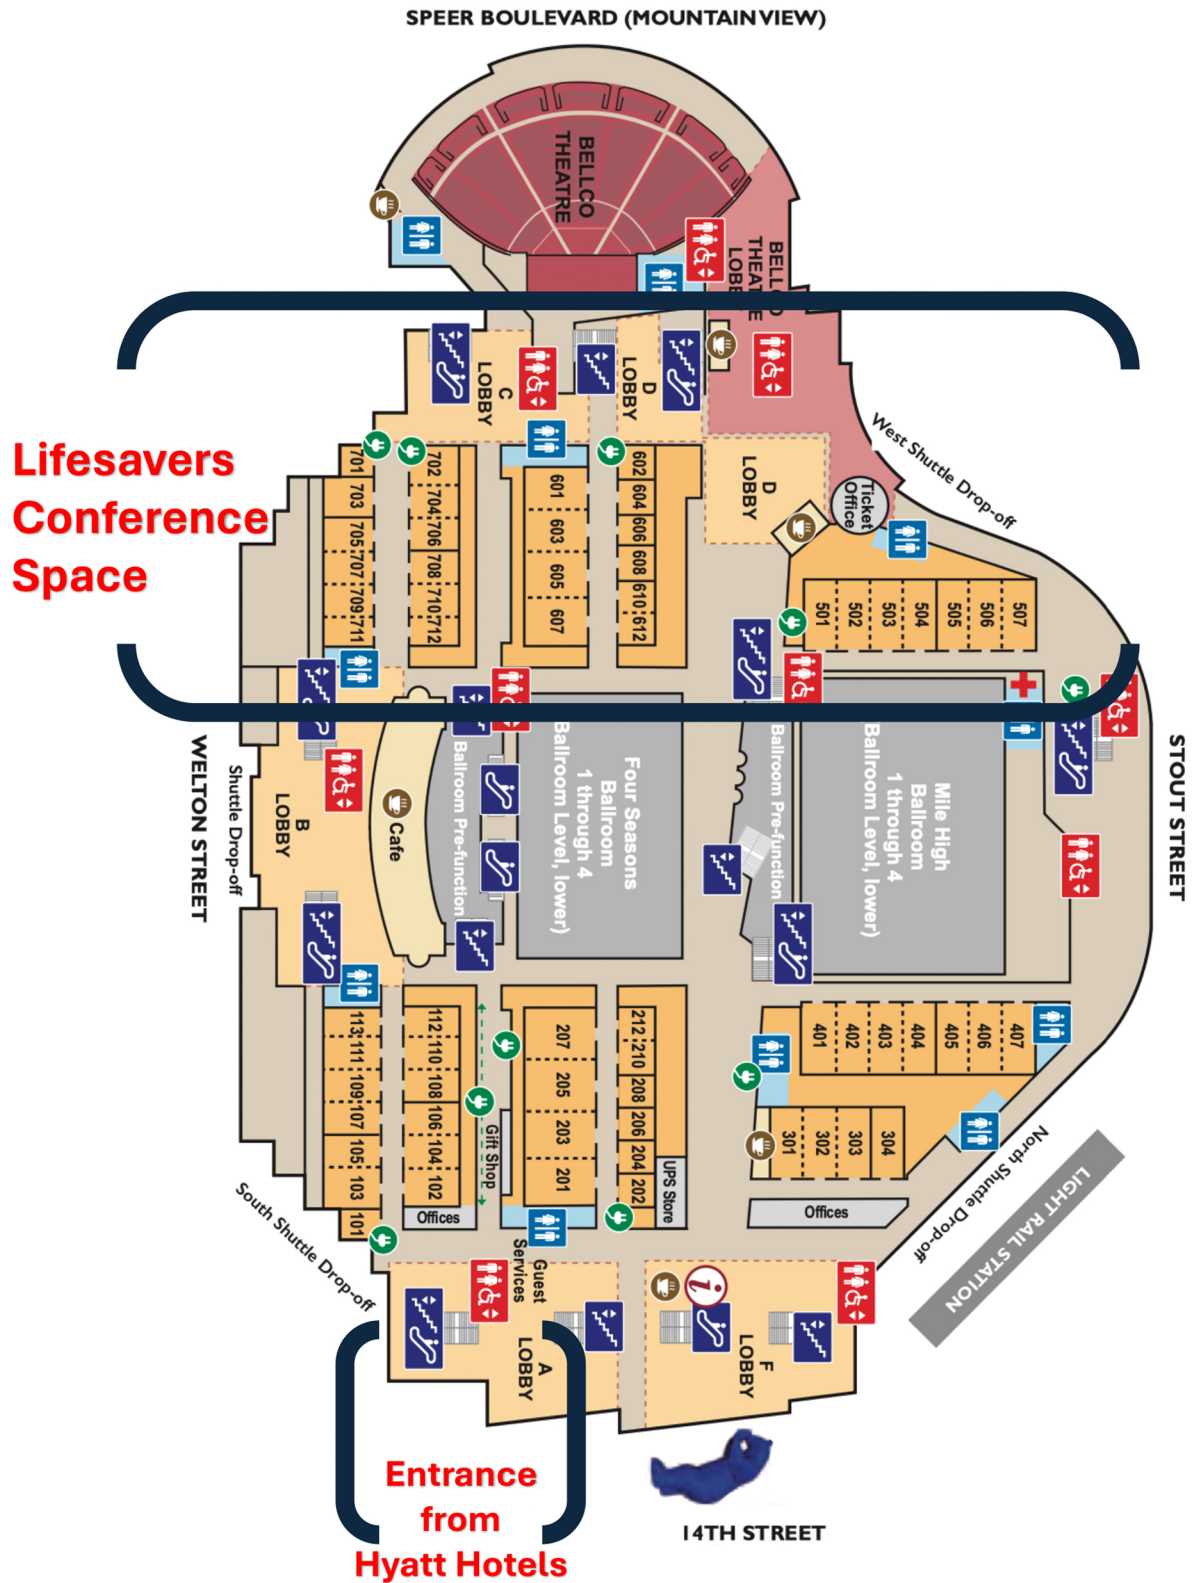 SPEER BOULEVARD (MOUNTAIN VIEW)
BELLCO
THEATRE
BELLCO
THEATRE
LOBBY
C
LOBBY
D
LOBBY
D
LOBBY
Ticket
Office
West Shuttle Drop-off
Lifesavers
Conference
Space
701
703
705
707
709
711
702
704
706
708
710
712
601
603
605
607
602
604
606
608
610
612
501
502
503
504
505
506
507
WELTON STREET
Shuttle Drop-off
B
LOBBY
Cafe
Ballroom Pre-function
Four Seasons
Ballroom
1 through 4
(Ballroom Level, lower)
Ballroom Pre-function
Mile High
Ballroom
1 through 4
(Ballroom Level, lower)
STOUT STREET
113
111
109
107
105
103
101
112
110
108
106
104
102
Offices
Gift Shop
207
205
203
201
212
210
208
206
204
202
UPS Store
401
402
403
404
405
406
407
301
302
303
304
Offices
North Shuttle Drop-off
LIGHT RAIL STATION
South Shuttle Drop-off
Guest
Services
A
LOBBY
i
F
LOBBY
Entrance
from
Hyatt Hotels
14TH STREET